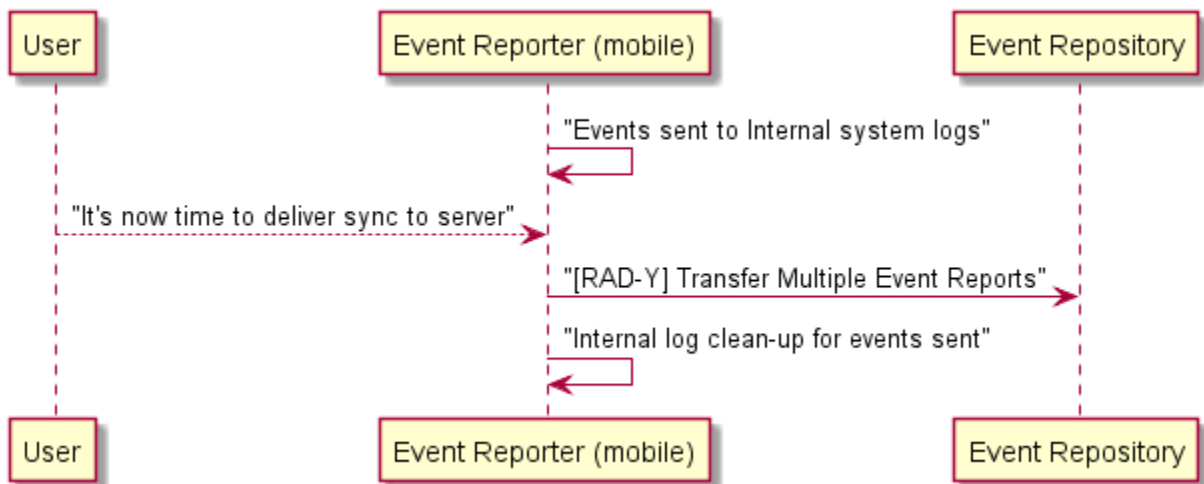 User
Event Reporter (mobile)
Event Repository
"Events sent to Internal system logs"
"It's now time to deliver sync to server"
"[RAD-Y] Transfer Multiple Event Reports"
"Internal log clean-up for events sent"
User
Event Reporter (mobile)
Event Repository